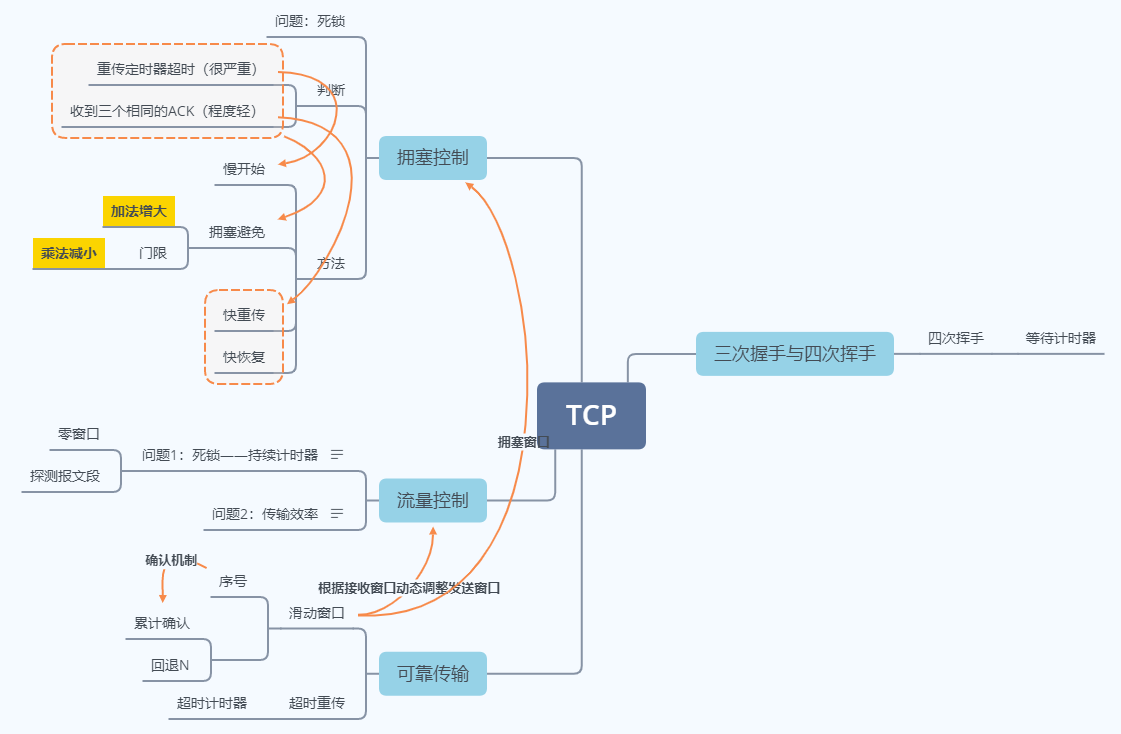 问题：死锁
重传定时器超时（很严重）
判断
收到三个相同的ACK（程度轻）
拥塞控制
慢开始
加法增大
拥塞避免
乘法减小
门限
方法
快重传
快恢复
三次握手与四次挥手
四次挥手
等待计时器
TCP
拥塞窗口
零窗口
问题1：死锁——持续计时器
探测报文段
流量控制
问题2：传输效率
确认机制
序号
根据接收窗口动态调整发送窗口
滑动窗口
累计确认
回退N
可靠传输
超时计时器
超时重传